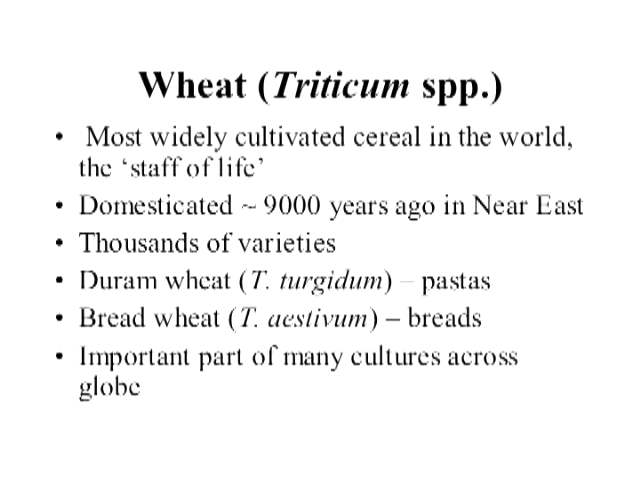 Wheat (Triticum spp.)
• Most widely cultivated cereal in the world,
the ‘staff of life’
• Domesticated ~ 9000 years ago in Near East
• Thousands of varieties
• Duram wheat (T. turgidum) – pastas
• Bread wheat (T. aestivum) – breads
• Important part of many cultures across
globe